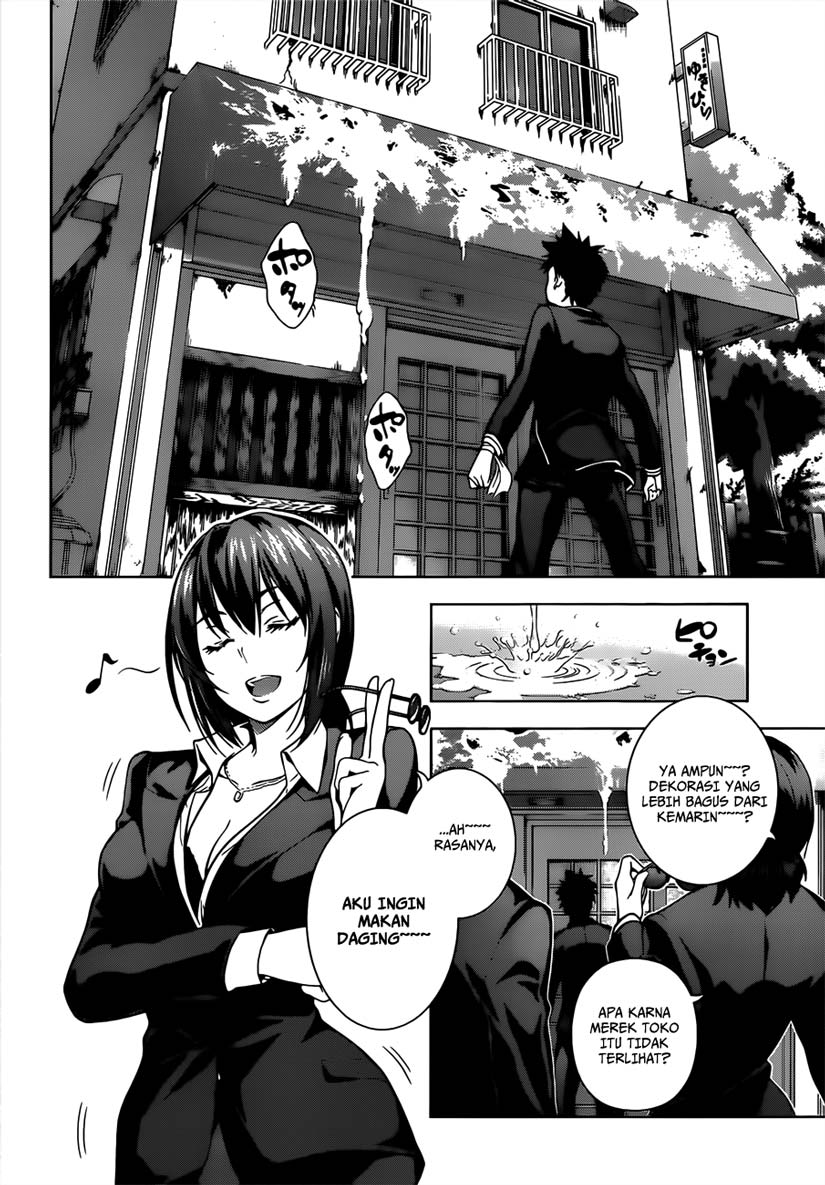 ゆきひら
ポタッ
ポタッ
ピチョン
YA AMPUN~~~?
DEKORASI YANG
LEBIH BAGUS DARI
KEMARIN~~~?
APA KARNA
MEREK TOKO
ITU TIDAK
TERLIHAT?
...AH~~~
RASANYA,
AKU INGIN
MAKAN
DAGING~~~